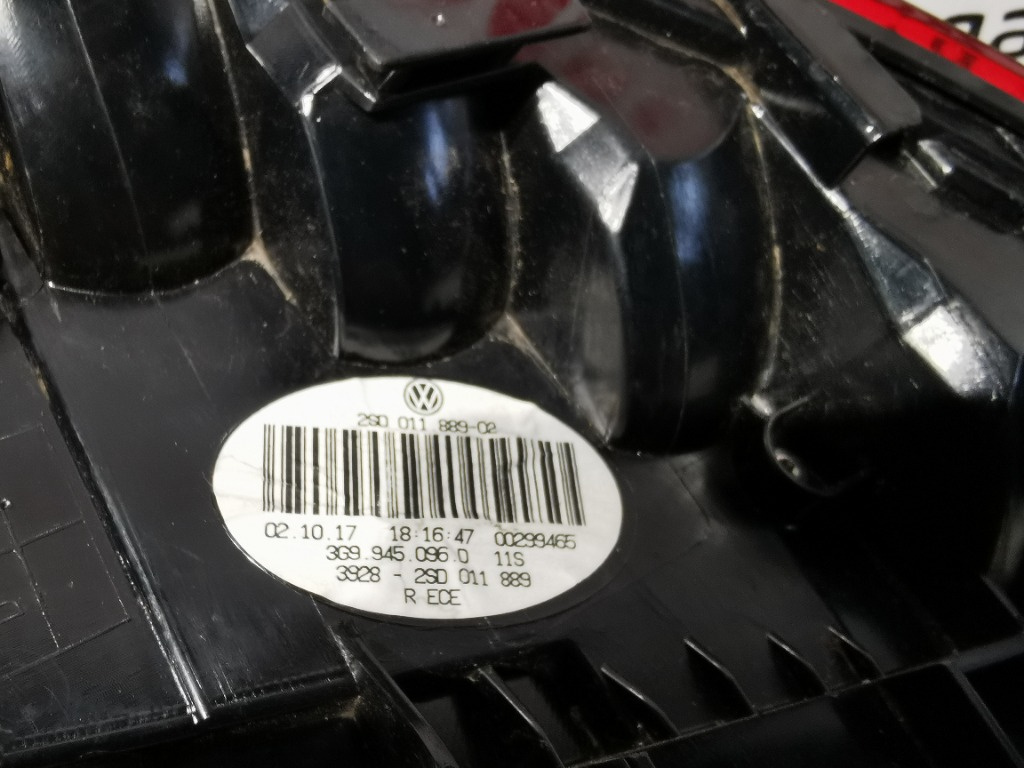 2SD 011 889-02
02.10.17 18:16:47 00299465
3G9.945.096.D 11S
3928 - 2SD 011 889
R ECE